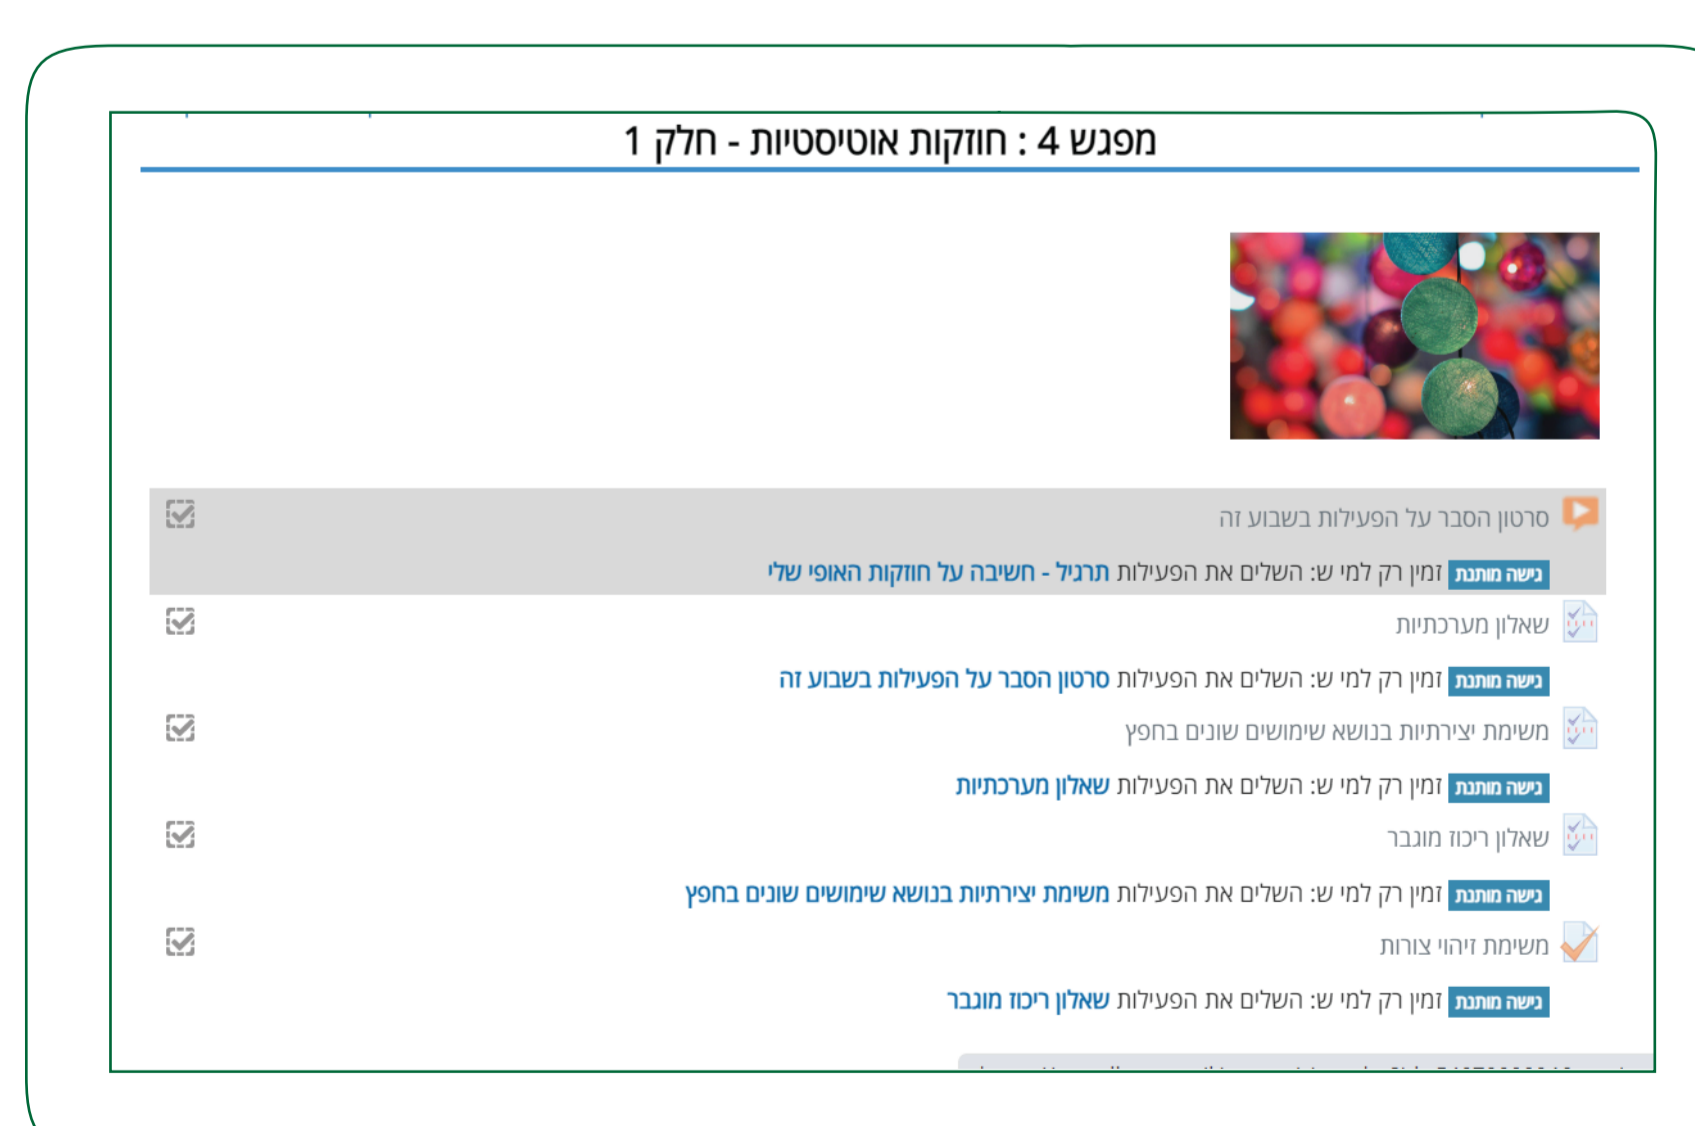 מפגש 4 : חוזקות אוטיסטיות - חלק 1
סרטון הסבר על הפעילות בשבוע זה
גישה מותנת זמין רק למי ש: השלים את הפעילות תרגיל - חשיבה על חוזקות האופי שלי
שאלון מערכתיות
גישה מותנת זמין רק למי ש: השלים את הפעילות סרטון הסבר על הפעילות בשבוע זה
משימת יצירתיות בנושא שימושים שונים בחפץ
גישה מותנת זמין רק למי ש: השלים את הפעילות שאלון מערכתיות
שאלון ריכוז מוגבר
גישה מותנת זמין רק למי ש: השלים את הפעילות משימת יצירתיות בנושא שימושים שונים בחפץ
משימת זיהוי צורות
גישה מותנת זמין רק למי ש: השלים את הפעילות שאלון ריכוז מוגבר